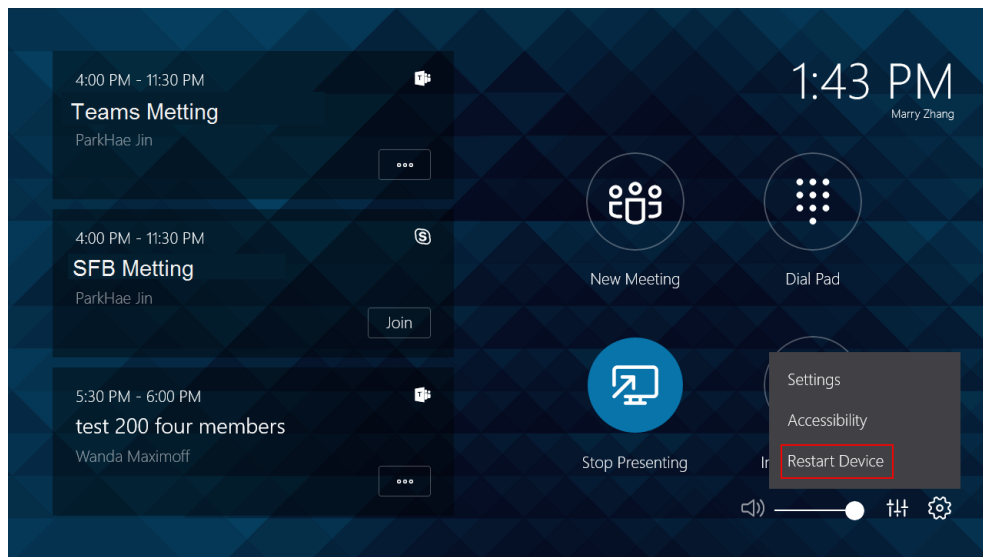 4:00 PM - 11:30 PM
Teams Metting
ParkHae Jin
4:00 PM - 11:30 PM
SFB Metting
ParkHae Jin
Join
5:30 PM - 6:00 PM
test 200 four members
Wanda Maximoff
1:43 PM
Marry Zhang
New Meeting
Dial Pad
Stop Presenting
Settings
Accessibility
Restart Device